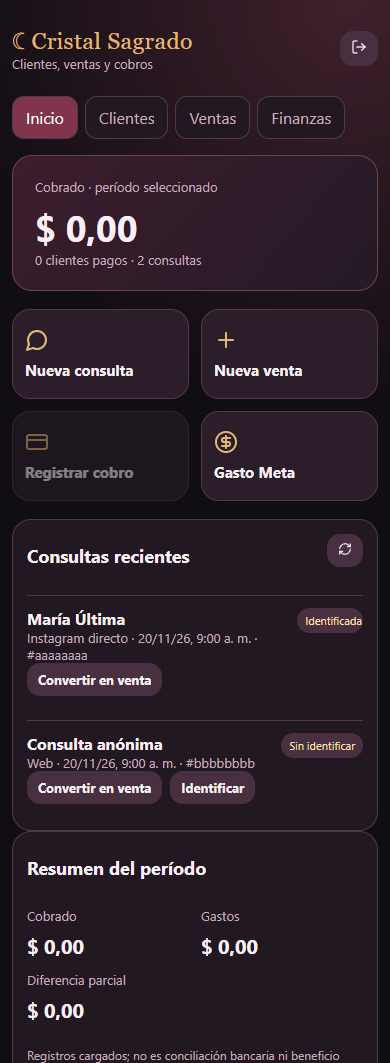 Cristal Sagrado
Clientes, ventas y cobros
Inicio
Clientes
Ventas
Finanzas
Cobrado · período seleccionado
$ 0,00
0 clientes pagos · 2 consultas
Nueva consulta
Nueva venta
Registrar cobro
Gasto Meta
Consultas recientes
María Última
Identificada
Instagram directo · 20/11/26, 9:00 a. m. ·
#aaaaaaaa
Convertir en venta
Consulta anónima
Sin identificar
Web · 20/11/26, 9:00 a. m. · #bbbbbbbb
Convertir en venta
Identificar
Resumen del período
Cobrado
Gastos
$ 0,00
$ 0,00
Diferencia parcial
$ 0,00
Registros cargados; no es conciliación bancaria ni beneficio